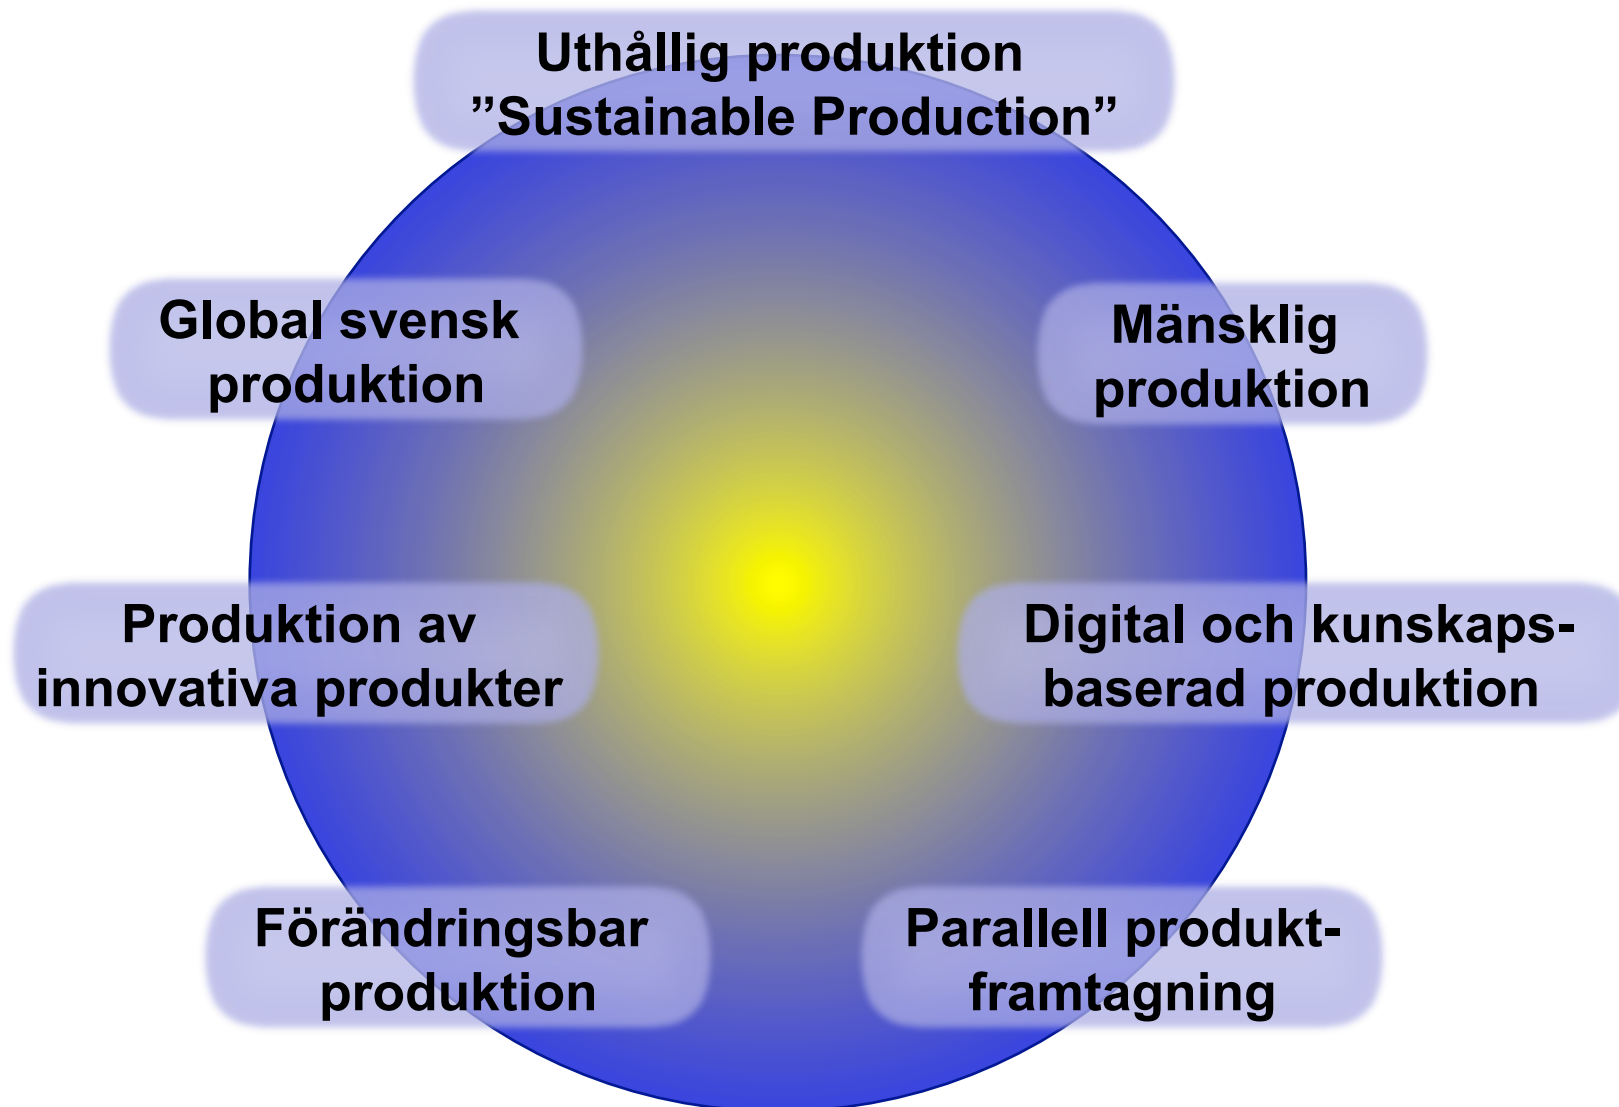 Uthållig produktion
”Sustainable Production”
Global svensk
produktion
Mänsklig
produktion
Produktion av
innovativa produkter
Digital och kunskaps-
baserad produktion
Förändringsbar
produktion
Parallell produkt-
framtagning